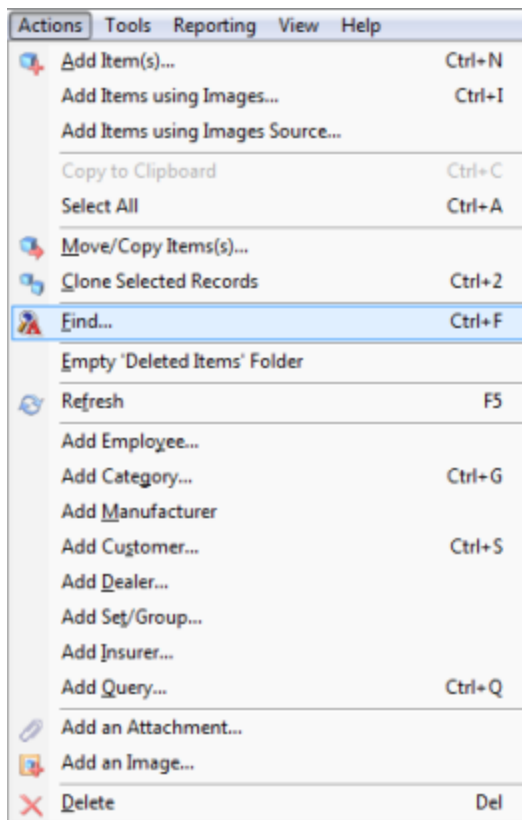 Actions Tools Reporting View Help
Add Item(s)... Ctrl+N
Add Items using Images... Ctrl+I
Add Items using Images Source...
Copy to Clipboard Ctrl+C
Select All Ctrl+A
Move/Copy Items(s)...
Clone Selected Records Ctrl+2
Find... Ctrl+F
Empty 'Deleted Items' Folder
Refresh F5
Add Employee...
Add Category... Ctrl+G
Add Manufacturer
Add Customer... Ctrl+S
Add Dealer...
Add Set/Group...
Add Insurer...
Add Query... Ctrl+Q
Add an Attachment...
Add an Image...
Delete Del